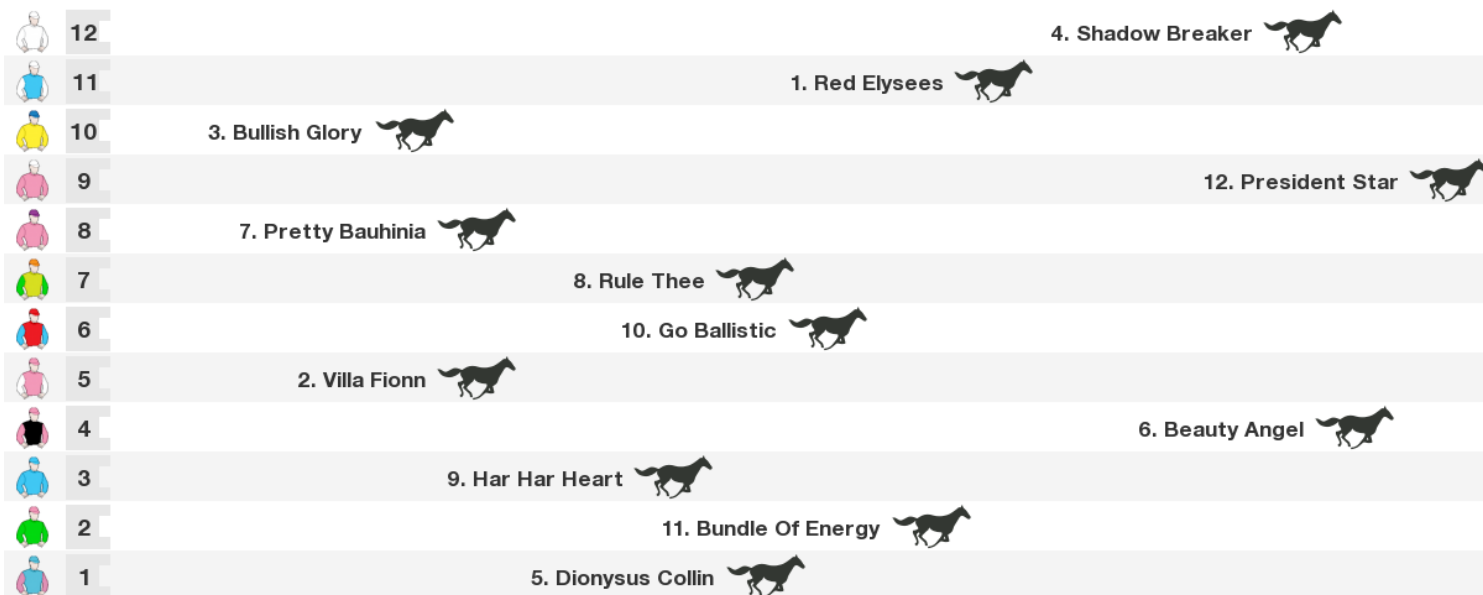 12 4. Shadow Breaker
11 1. Red Elysees
10 3. Bullish Glory
9 12. President Star
8 7. Pretty Bauhinia
7 8. Rule Thee
6 10. Go Ballistic
5 2. Villa Fionn
4 6. Beauty Angel
3 9. Har Har Heart
2 11. Bundle Of Energy
1 5. Dionysus Collin